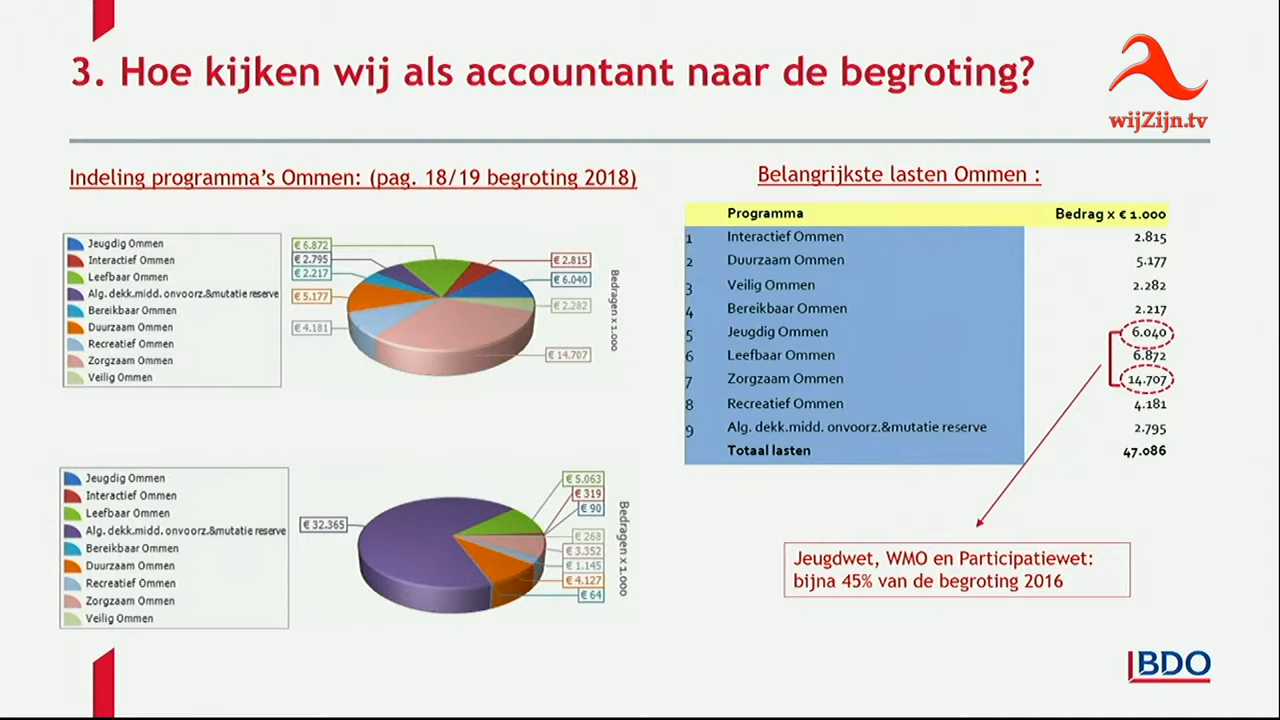 3. Hoe kijken wij als accountant naar de begroting?
wijZijn.tv
Indeling programma's Ommen: (pag. 18/19 begroting 2018)
Jeugdig Ommen
Interactief Ommen
Leefbaar Ommen
Alg. dekk.midd. onvoorz.&mutatie reserve
Bereikbaar Ommen
Duurzaam Ommen
Recreatief Ommen
Zorgzaam Ommen
Veilig Ommen
€ 6.872
€ 2.795
€ 2.217
€ 5.177
€ 4.181
€ 2.815
€ 6.040
€ 2.282
€ 14.707
Bedragen x 1.000
Jeugdig Ommen
Interactief Ommen
Leefbaar Ommen
Alg. dekk.midd. onvoorz.&mutatie reserve
Bereikbaar Ommen
Duurzaam Ommen
Recreatief Ommen
Zorgzaam Ommen
Veilig Ommen
€ 32.365
€ 5.063
€ 319
€ 90
€ 268
€ 3.352
€ 1.145
€ 4.127
€ 64
Bedragen x 1.000
Belangrijkste lasten Ommen :
Programma Bedrag x € 1.000
1 Interactief Ommen 2.815
2 Duurzaam Ommen 5.177
3 Veilig Ommen 2.282
4 Bereikbaar Ommen 2.217
5 Jeugdig Ommen 6.040
6 Leefbaar Ommen 6.872
7 Zorgzaam Ommen 14.707
8 Recreatief Ommen 4.181
9 Alg. dekk.midd. onvoorz.&mutatie reserve 2.795
Totaal lasten 47.086
Jeugdwet, WMO en Participatiewet:
bijna 45% van de begroting 2016
BDO